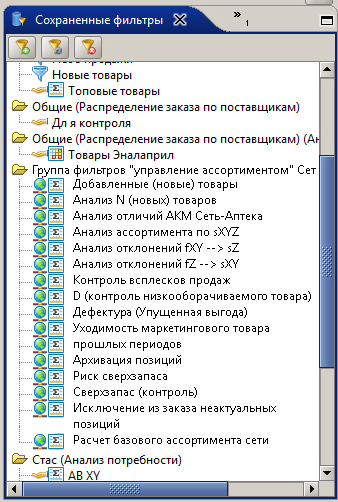 Сохраненные фильтры
» 1
Новые товары
Топовые товары
Общие (Распределение заказа по поставщикам)
Дл я контроля
Общие (Распределение заказа по поставщикам) (Ан
Товары Эналаприл
Группа фильтров "управление ассортиментом" Сет
Добавленные (новые) товары
Анализ N (новых) товаров
Анализ отличий АКМ Сеть-Аптека
Анализ ассортимента по sXYZ
Анализ отклонений fXY --> sZ
Анализ отклонений fZ --> sXY
Контроль всплесков продаж
D (контроль низкооборачиваемого товара)
Дефектура (Упущенная выгода)
Уходимость маркетингового товара
прошлых периодов
Архивация позиций
Риск сверхзапаса
Сверхзапас (контроль)
Исключение из заказа неактуальных
позиций
Расчет базового ассортимента сети
Стас (Анализ потребности)
AB XY